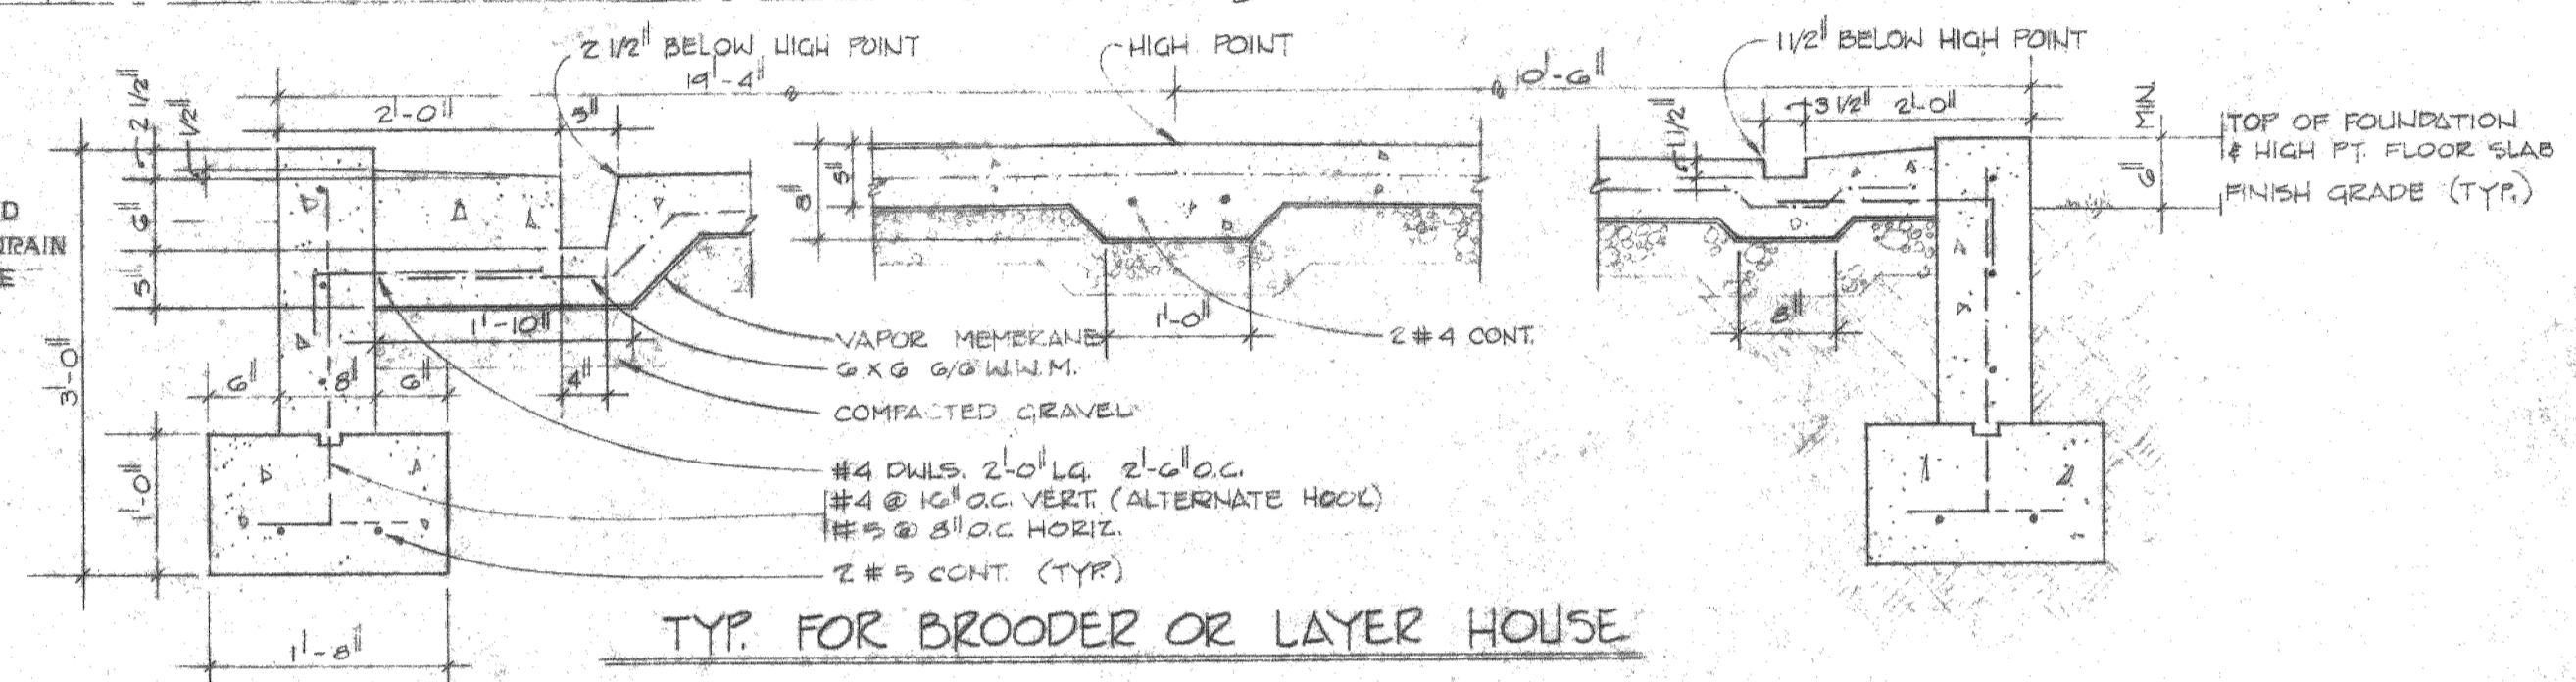 2 1/2" BELOW HIGH POINT
HIGH POINT
1 1/2" BELOW HIGH POINT
19'-4"
10'-6"
2 1/2"
1/2"
2'-0"
3"
3 1/2"
2'-0"
1 1/2"
MIN
6"
TOP OF FOUNDATION
& HIGH PT. FLOOR SLAB
FINISH GRADE (TYP.)
8"
5"
D
DRAIN
6"
5"
3'-0"
1'-10"
1'-0"
8"
VAPOR MEMBRANE
2 #4 CONT.
6 X 6 6/6 W.W.M.
6"
8"
6"
4"
COMPACTED GRAVEL
#4 DWLS. 2'-0" LG. 2'-6" O.C.
#4 @ 16" O.C. VERT. (ALTERNATE HOOK)
#5 @ 8" O.C HORIZ.
1'-0"
2 #5 CONT. (TYP.)
TYP. FOR BROODER OR LAYER HOUSE
1'-8"